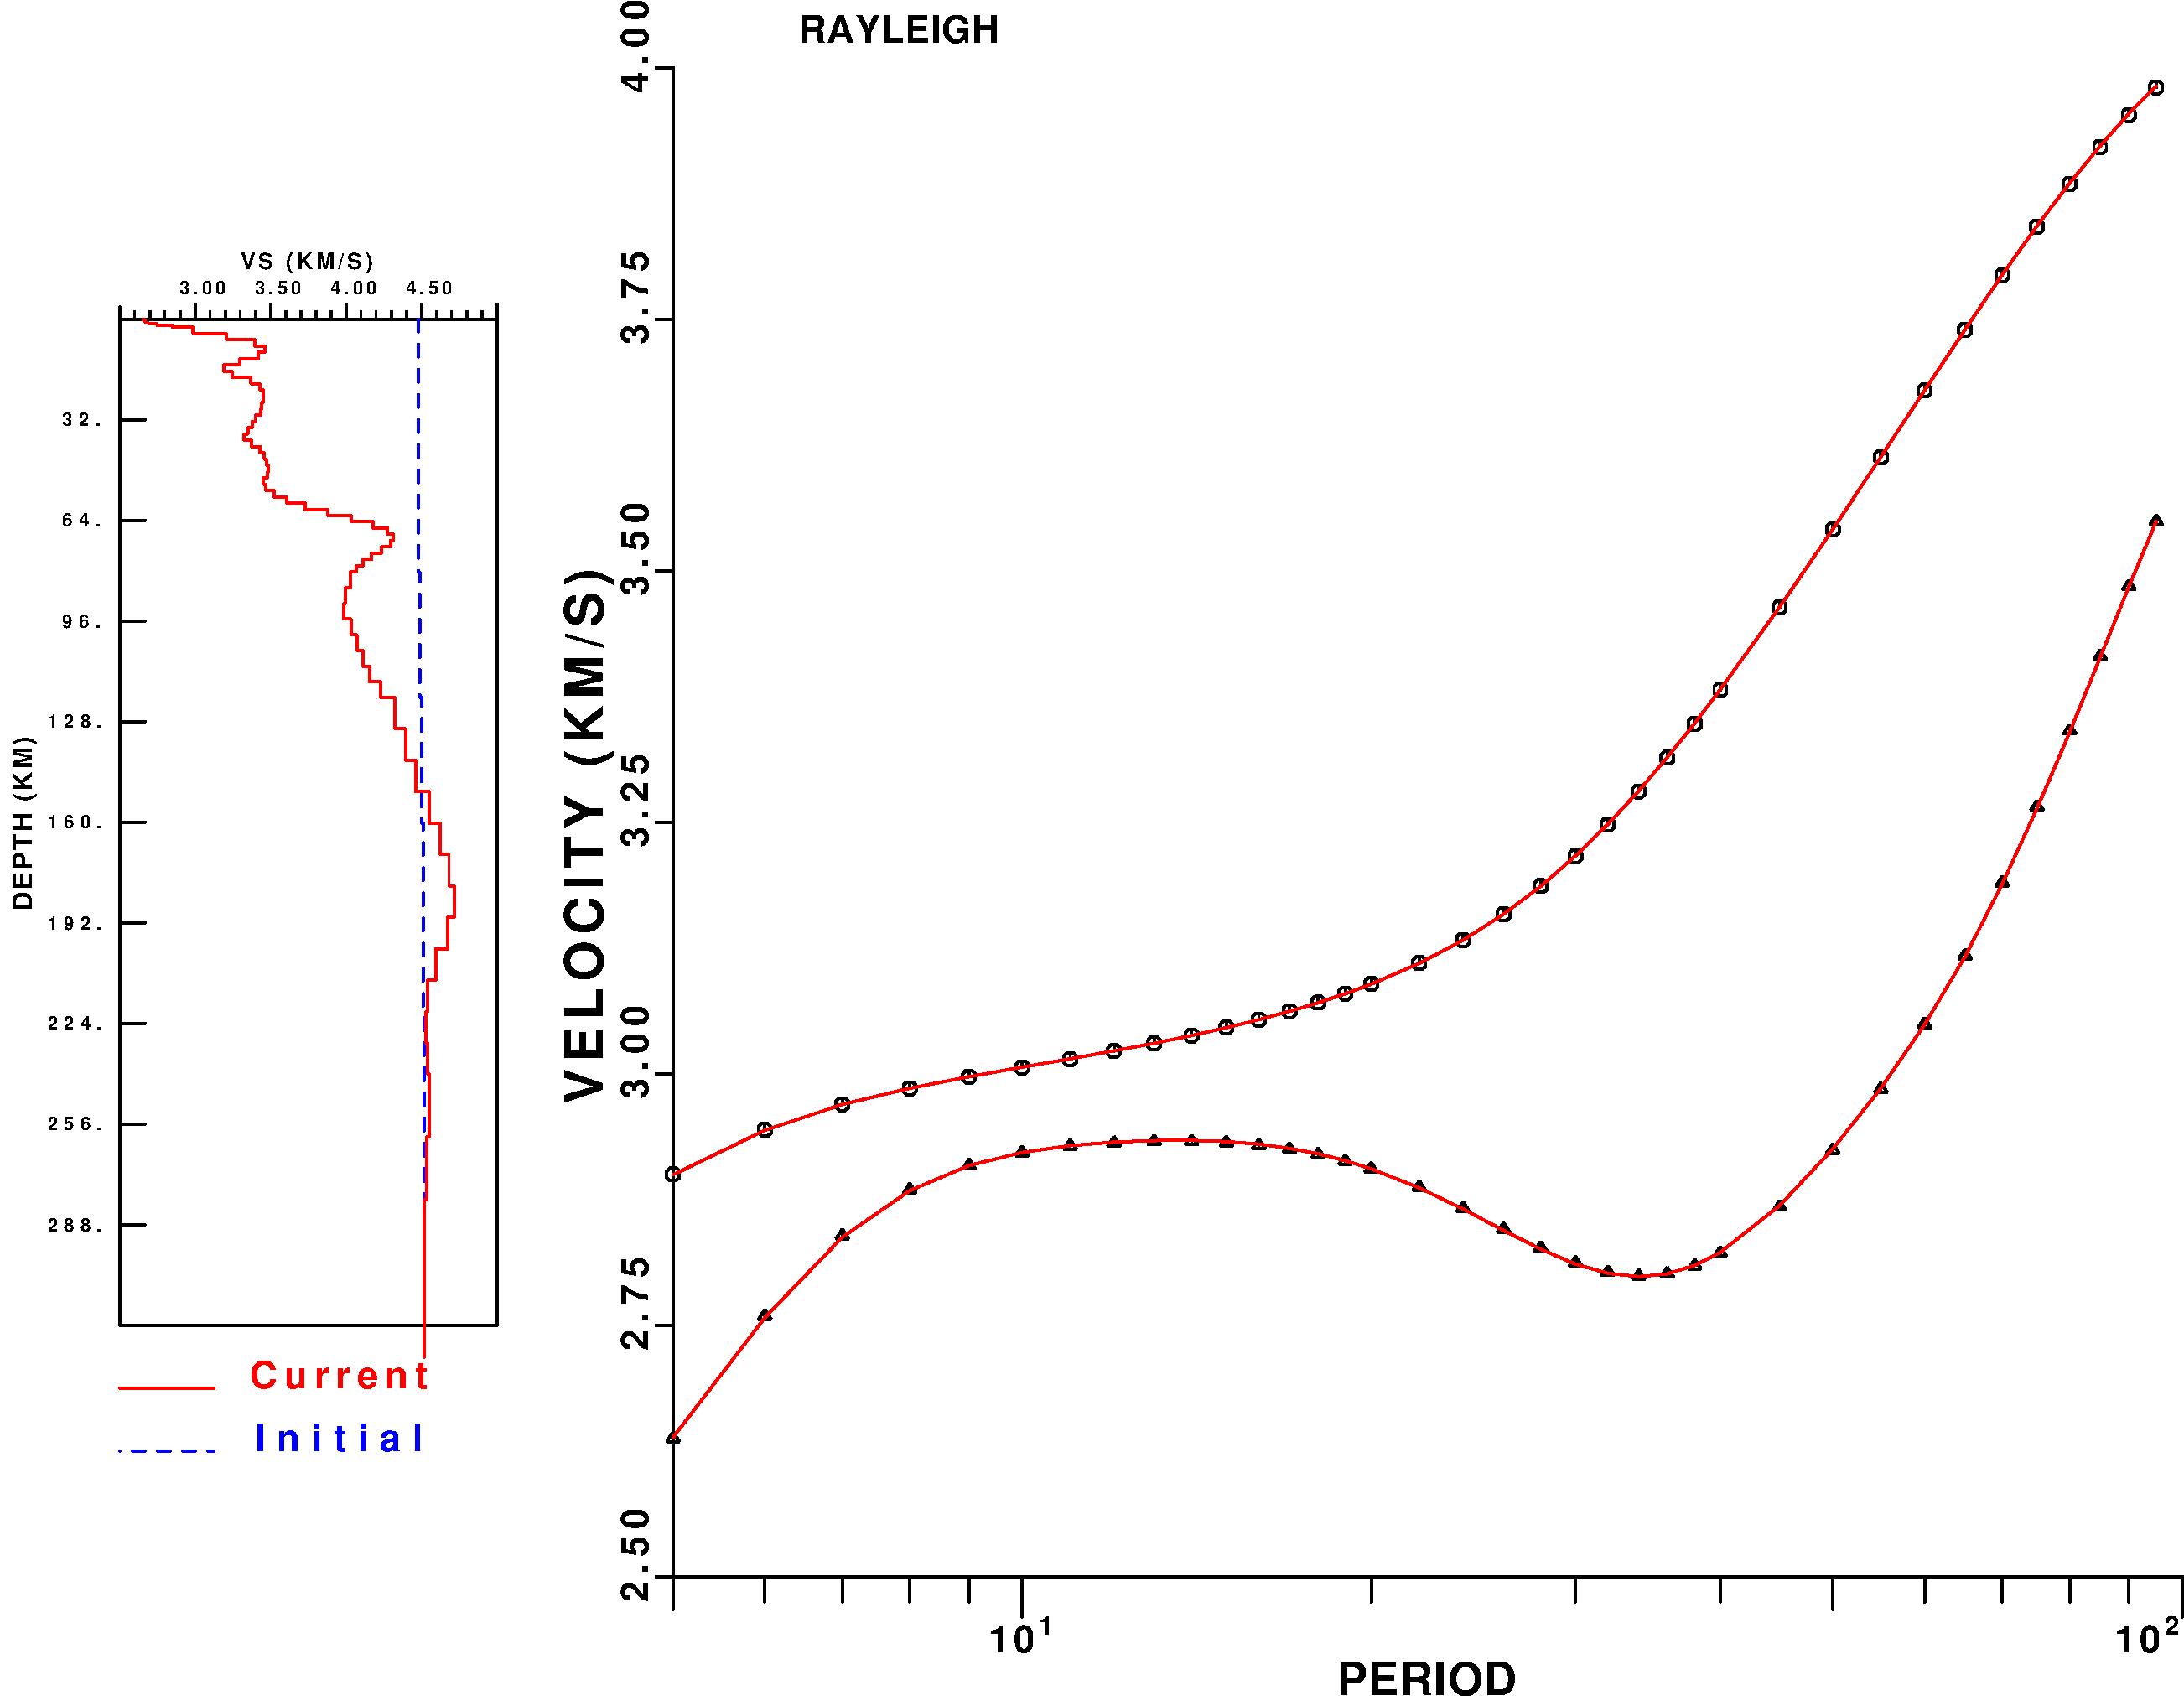 RAYLEIGH
VS (KM/S)
3.00 3.50 4.00 4.50
DEPTH (KM)
32.
64.
96.
128.
160.
192.
224.
256.
288.
Current
Initial
VELOCITY (KM/S)
4.00
3.75
3.50
3.25
3.00
2.75
2.50
10¹ 10²
PERIOD